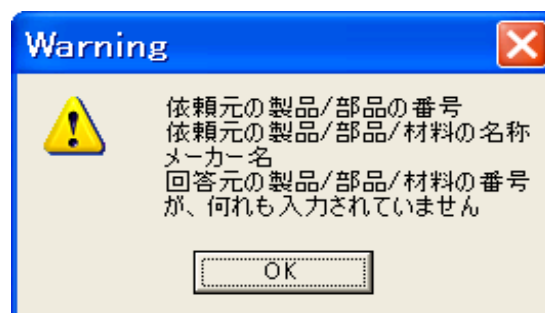 Warning
依頼元の製品/部品の番号
依頼元の製品/部品/材料の名称
メーカー名
回答元の製品/部品/材料の番号
が、何れも入力されていません
OK